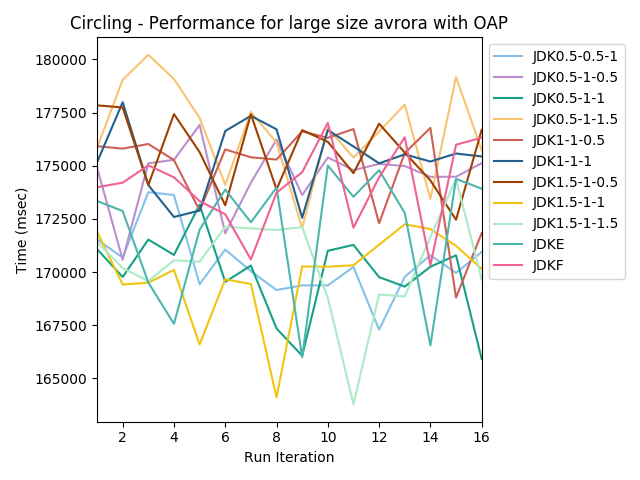 Circling - Performance for large size avrora with OAP
Time (msec)
180000
177500
175000
172500
170000
167500
165000
2 4 6 8 10 12 14 16
Run Iteration
JDK0.5-0.5-1
JDK0.5-1-0.5
JDK0.5-1-1
JDK0.5-1-1.5
JDK1-1-0.5
JDK1-1-1
JDK1.5-1-0.5
JDK1.5-1-1
JDK1.5-1-1.5
JDKE
JDKF